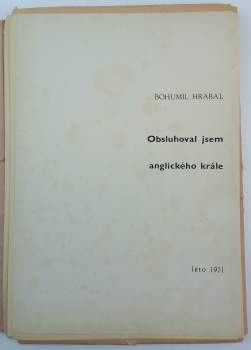 BOHUMIL HRABAL
Obsluhoval jsem
anglického krále
léto 1971